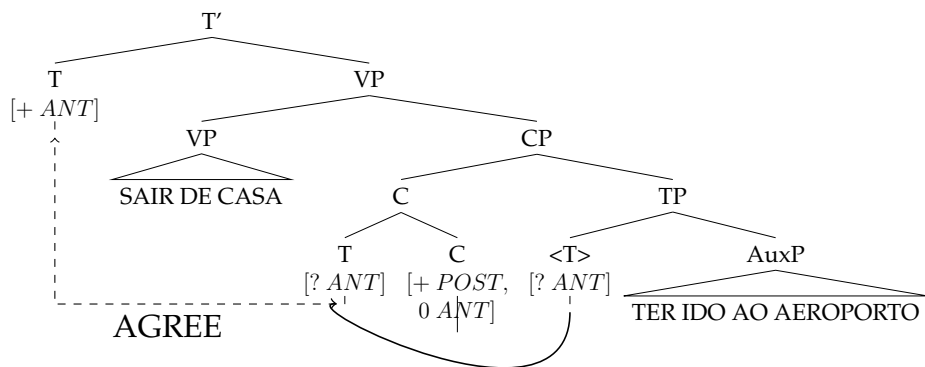 T′
T VP
[+ ANT]
VP CP
SAIR DE CASA C TP
T C <T> AuxP
[? ANT] [+ POST, [? ANT]
0 ANT] TER IDO AO AEROPORTO
AGREE